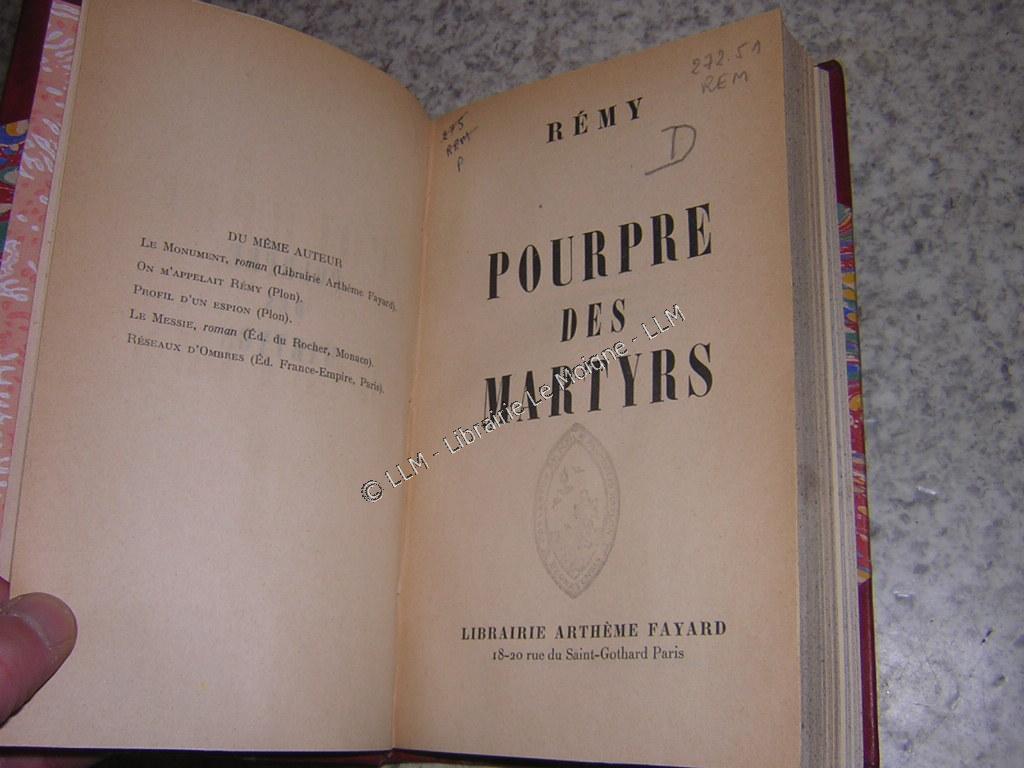 DU MÊME AUTEUR
LE MONUMENT, roman (Librairie Arthème Fayard).
ON M'APPELAIT RÉMY (Plon).
PROFIL D'UN ESPION (Plon).
LE MESSIE, roman (Éd. du Rocher, Monaco).
RÉSEAUX D'OMBRES (Éd. France-Empire, Paris).
275
REM
P
272.51
REM
RÉMY
D
POURPRE
DES
MARTYRS
© LLM - Librairie Le Moigne - LLM
LIBRAIRIE ARTHÈME FAYARD
18-20 rue du Saint-Gothard Paris